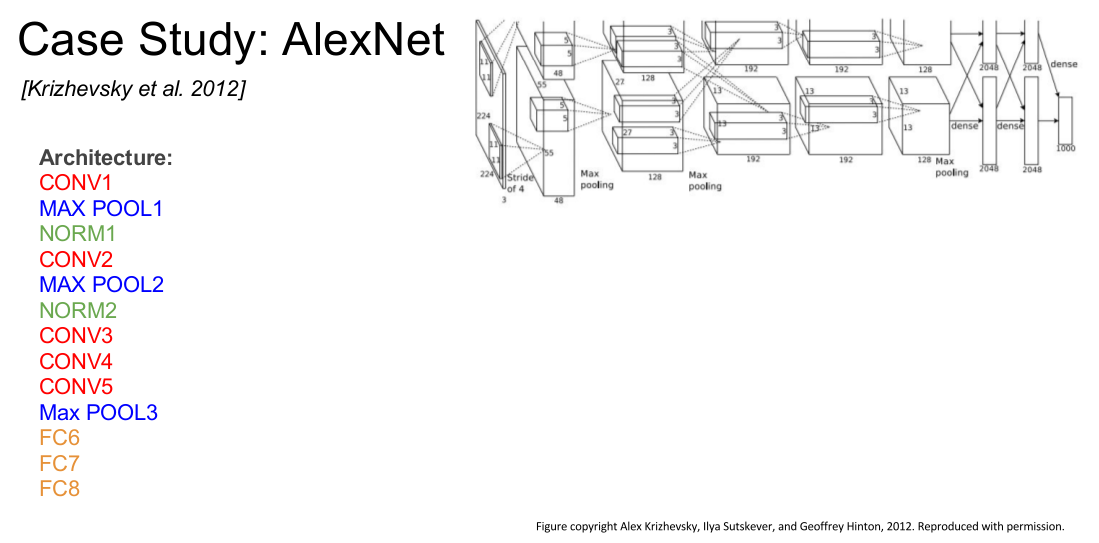 Case Study: AlexNet
[Krizhevsky et al. 2012]
Architecture:
CONV1
MAX POOL1
NORM1
CONV2
MAX POOL2
NORM2
CONV3
CONV4
CONV5
Max POOL3
FC6
FC7
FC8
11
11
224
5
5
48
55
27
3
3
128
3
3
192
3
3
192
128
2048
2048
dense
11
11
224
Stride
of 4
3
5
5
55
48
Max
pooling
3
3
27
3
3
128
Max
pooling
13
3
13
3
192
13
3
3
13
192
13
13
128
Max
pooling
dense
dense
2048
2048
1000
Figure copyright Alex Krizhevsky, Ilya Sutskever, and Geoffrey Hinton, 2012. Reproduced with permission.